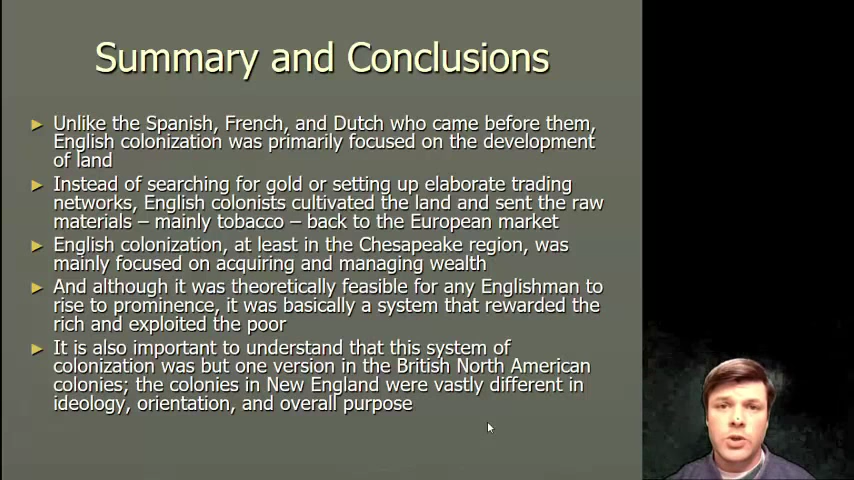 Summary and Conclusions
Unlike the Spanish, French, and Dutch who came before them,
English colonization was primarily focused on the development
of land
Instead of searching for gold or setting up elaborate trading
networks, English colonists cultivated the land and sent the raw
materials – mainly tobacco – back to the European market
English colonization, at least in the Chesapeake region, was
mainly focused on acquiring and managing wealth
And although it was theoretically feasible for any Englishman to
rise to prominence, it was basically a system that rewarded the
rich and exploited the poor
It is also important to understand that this system of
colonization was but one version in the British North American
colonies; the colonies in New England were vastly different in
ideology, orientation, and overall purpose